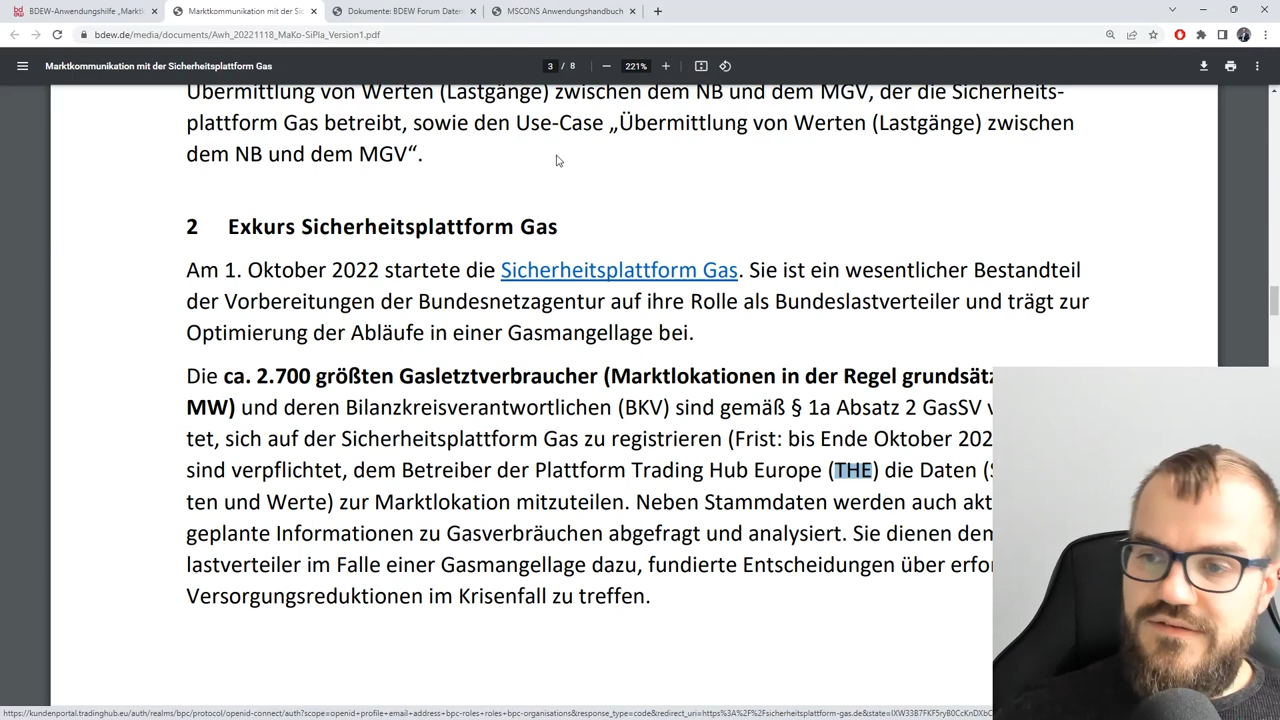 BDEW-Anwendungshilfe „Markt
Marktkommunikation mit der Sic
Dokumente: BDEW Forum Daten
MSCONS Anwendungshandbuch
bdew.de/media/documents/Awh_20221118_MaKo-SiPla_Version1.pdf
Marktkommunikation mit der Sicherheitsplattform Gas
3 / 8
221%
Übermittlung von Werten (Lastgänge) zwischen dem NB und dem MGV, der die Sicherheits-
plattform Gas betreibt, sowie den Use-Case „Übermittlung von Werten (Lastgänge) zwischen
dem NB und dem MGV“.
2 Exkurs Sicherheitsplattform Gas
Am 1. Oktober 2022 startete die Sicherheitsplattform Gas. Sie ist ein wesentlicher Bestandteil
der Vorbereitungen der Bundesnetzagentur auf ihre Rolle als Bundeslastverteiler und trägt zur
Optimierung der Abläufe in einer Gasmangellage bei.
Die ca. 2.700 größten Gasletztverbraucher (Marktlokationen in der Regel grundsätz
MW) und deren Bilanzkreisverantwortlichen (BKV) sind gemäß § 1a Absatz 2 GasSV v
tet, sich auf der Sicherheitsplattform Gas zu registrieren (Frist: bis Ende Oktober 202
sind verpflichtet, dem Betreiber der Plattform Trading Hub Europe (THE) die Daten (S
ten und Werte) zur Marktlokation mitzuteilen. Neben Stammdaten werden auch akt
geplante Informationen zu Gasverbräuchen abgefragt und analysiert. Sie dienen dem
lastverteiler im Falle einer Gasmangellage dazu, fundierte Entscheidungen über erfor
Versorgungsreduktionen im Krisenfall zu treffen.